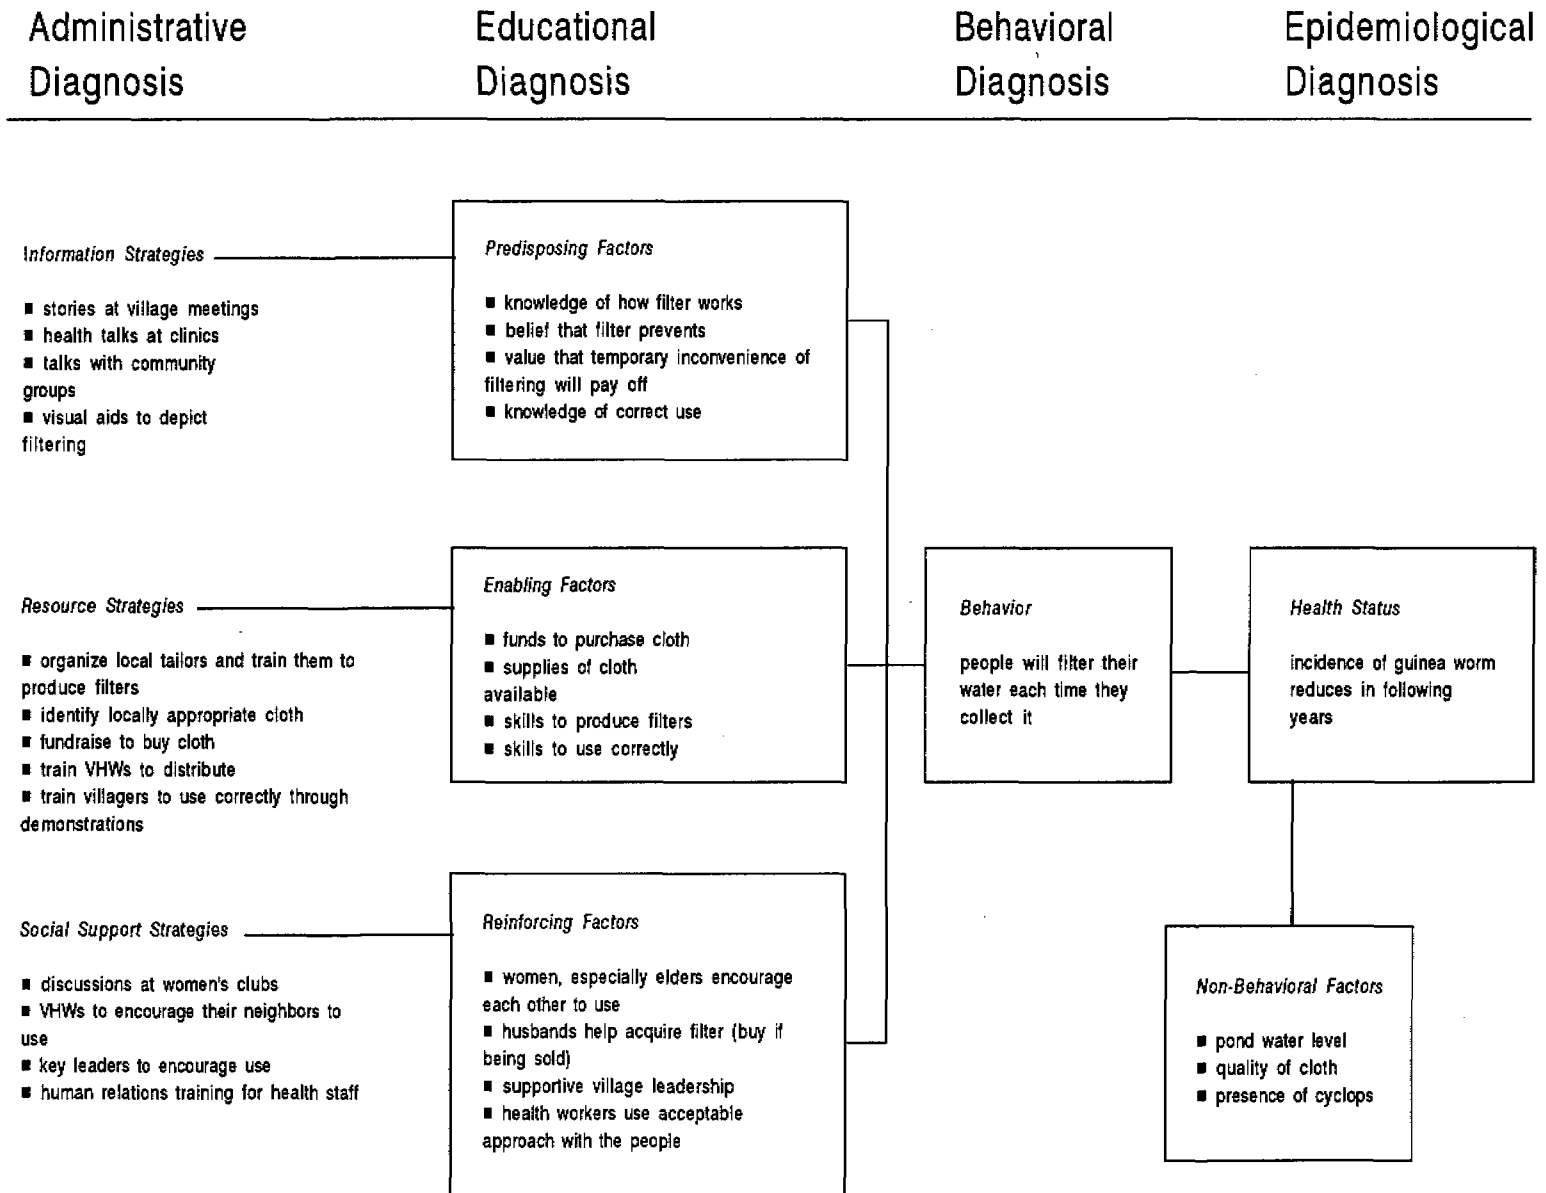 Administrative
Diagnosis
Educational
Diagnosis
Behavioral
Diagnosis
Epidemiological
Diagnosis
Information Strategies
■ stories at village meetings
■ health talks at clinics
■ talks with community
groups
■ visual aids to depict
filtering
Predisposing Factors
■ knowledge of how filter works
■ belief that filter prevents
■ value that temporary inconvenience of
filtering will pay off
■ knowledge of correct use
Resource Strategies
■ organize local tailors and train them to
produce filters
■ identify locally appropriate cloth
■ fundraise to buy cloth
■ train VHWs to distribute
■ train villagers to use correctly through
demonstrations
Enabling Factors
■ funds to purchase cloth
■ supplies of cloth
available
■ skills to produce filters
■ skills to use correctly
Behavior
people will filter their
water each time they
collect it
Health Status
incidence of guinea worm
reduces in following
years
Social Support Strategies
■ discussions at women's clubs
■ VHWs to encourage their neighbors to
use
■ key leaders to encourage use
■ human relations training for health staff
Reinforcing Factors
■ women, especially elders encourage
each other to use
■ husbands help acquire filter (buy if
being sold)
■ supportive village leadership
■ health workers use acceptable
approach with the people
Non-Behavioral Factors
■ pond water level
■ quality of cloth
■ presence of cyclops